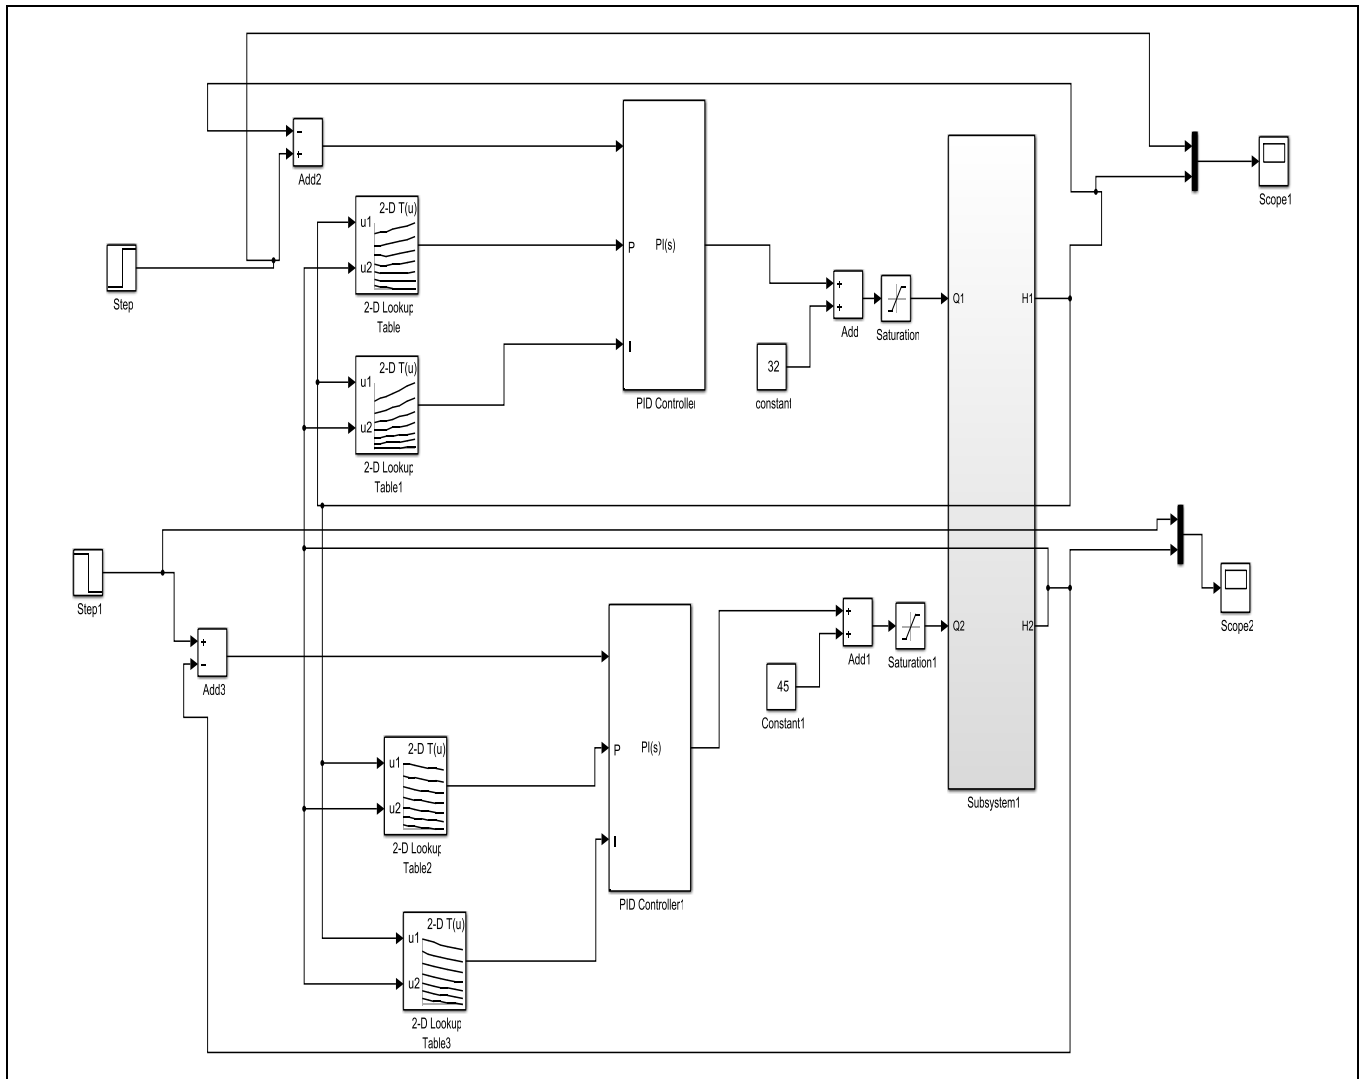 -
+
Add2
Scope1
2-D T(u)
u1
u2
2-D Lookup
Table
Step
P
PI(s)
I
PID Controller
2-D T(u)
u1
u2
2-D Lookup
Table1
+
+
Add
Saturation
32
constant
Q1
H1
Q2
H2
Subsystem1
Step1
+
-
Add3
Scope2
+
+
Add1
Saturation1
45
Constant1
P
PI(s)
I
PID Controller1
2-D T(u)
u1
u2
2-D Lookup
Table2
2-D T(u)
u1
u2
2-D Lookup
Table3